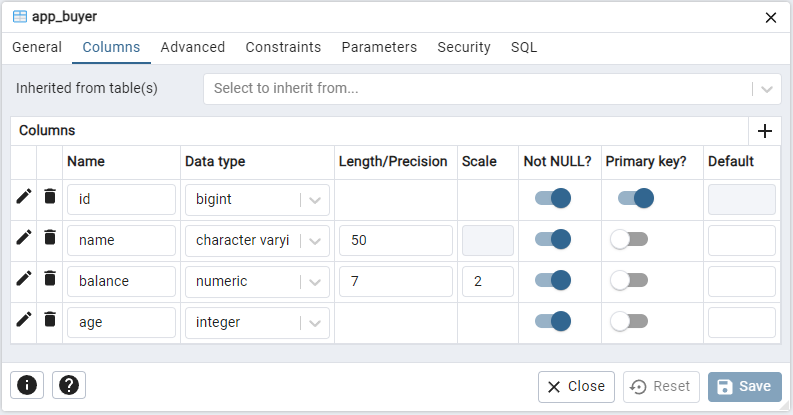 app_buyer
General Columns Advanced Constraints Parameters Security SQL
Inherited from table(s) Select to inherit from...
Columns
Name Data type Length/Precision Scale Not NULL? Primary key? Default
id bigint
name character varyi 50
balance numeric 7 2
age integer
Close Reset Save